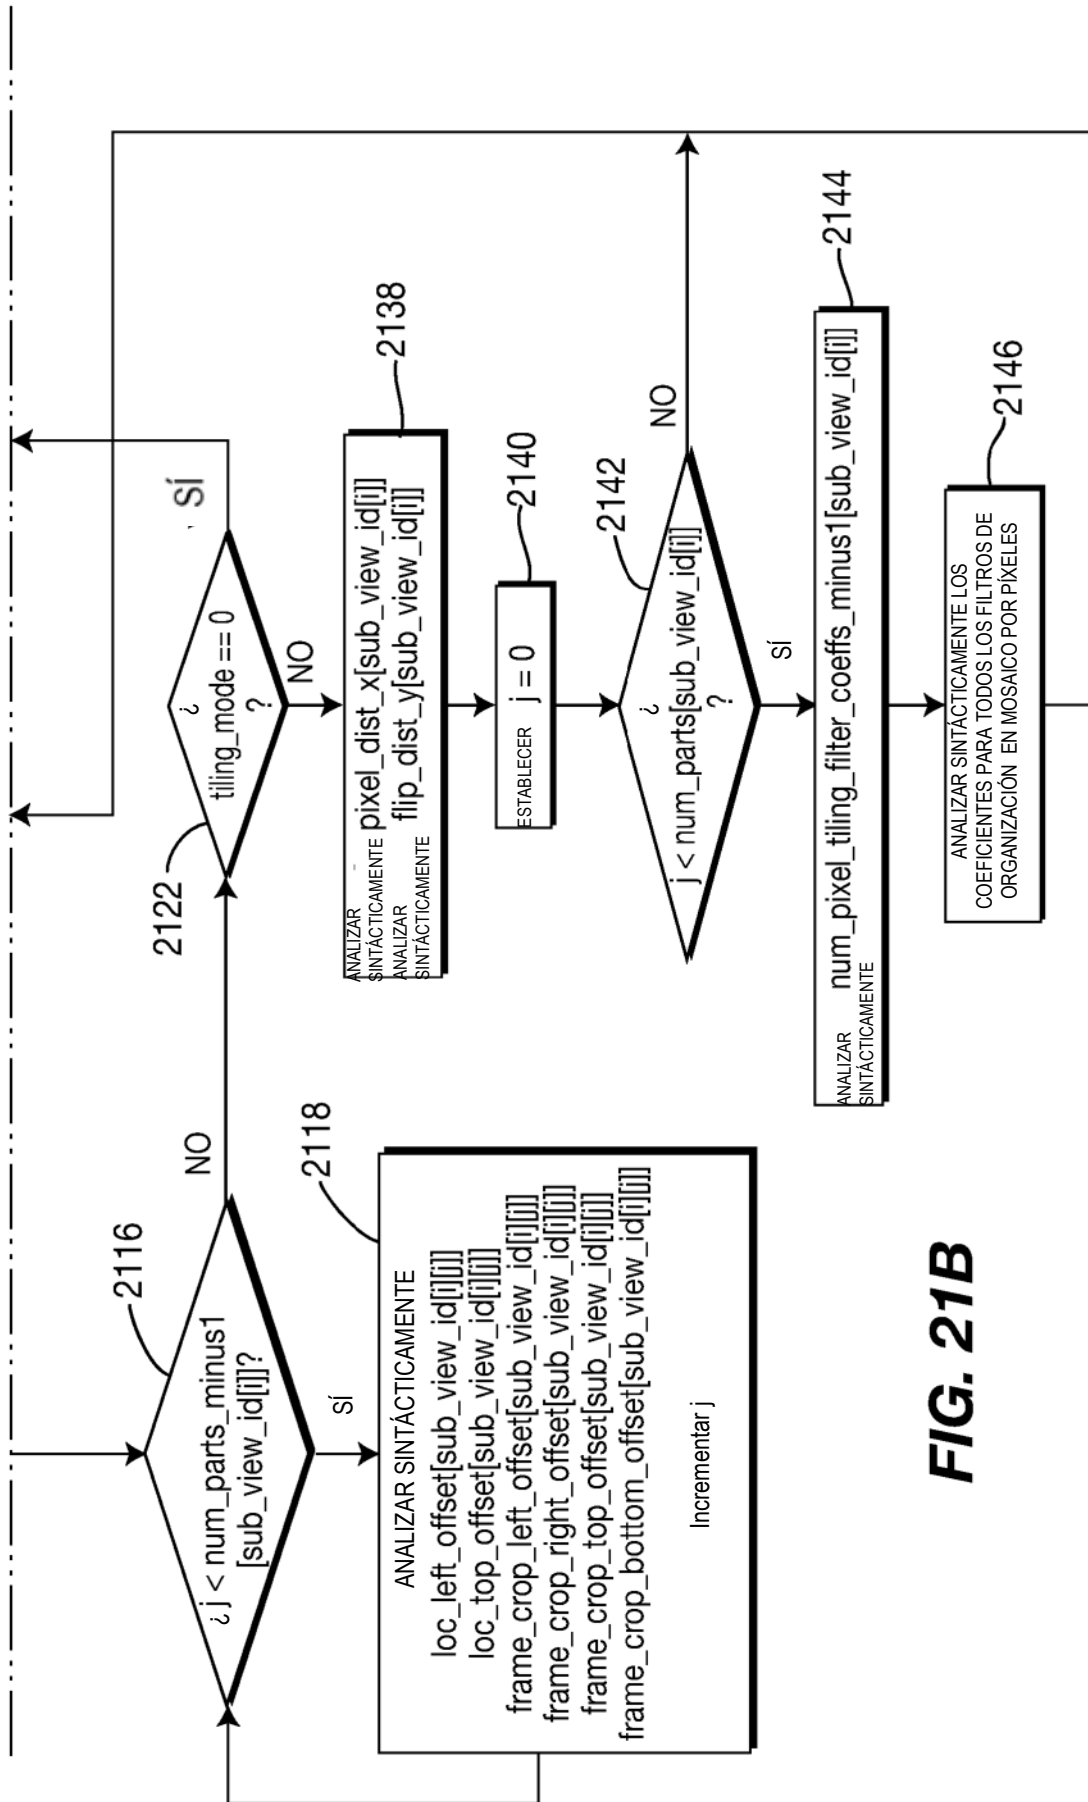 ¿ j < num_parts_minus1
[sub_view_id[i]]?
2116
NO
SÍ
2118
ANALIZAR SINTÁCTICAMENTE
loc_left_offset[sub_view_id[i][j]]
loc_top_offset[sub_view_id[i][j]]
frame_crop_left_offset[sub_view_id[i][j]]
frame_crop_right_offset[sub_view_id[i][j]]
frame_crop_top_offset[sub_view_id[i][j]]
frame_crop_bottom_offset[sub_view_id[i][j]]
Incrementar j
2122
¿
tiling_mode == 0
?
SÍ
NO
2138
ANALIZAR
SINTÁCTICAMENTE pixel_dist_x[sub_view_id[i]]
ANALIZAR
SINTÁCTICAMENTE flip_dist_y[sub_view_id[i]]
2140
ESTABLECER j = 0
2142
¿
j < num_parts[sub_view_id[i]]
?
NO
SÍ
2144
ANALIZAR
SINTÁCTICAMENTE num_pixel_tiling_filter_coeffs_minus1[sub_view_id[i]]
2146
ANALIZAR SINTÁCTICAMENTE LOS
COEFICIENTES PARA TODOS LOS FILTROS DE
ORGANIZACIÓN EN MOSAICO POR PÍXELES
FIG. 21B